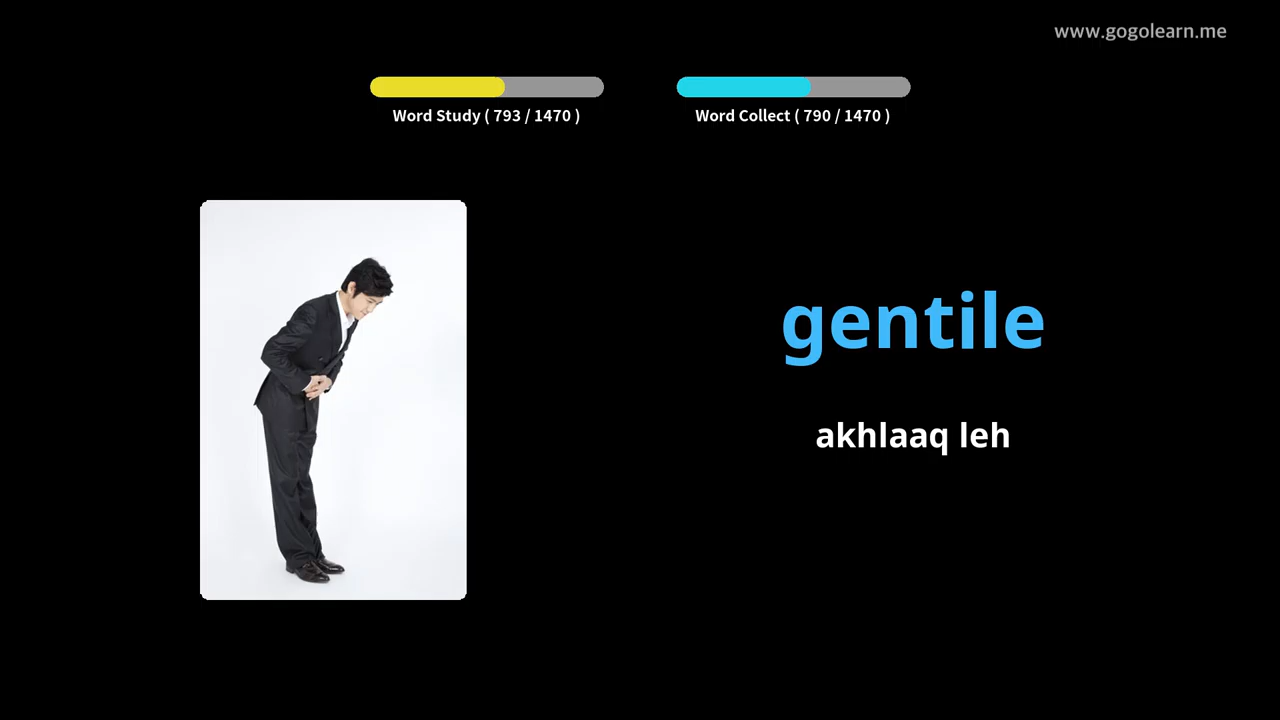 www.gogolearn.me
Word Study ( 793 / 1470 )
Word Collect ( 790 / 1470 )
gentile
akhlaaq leh